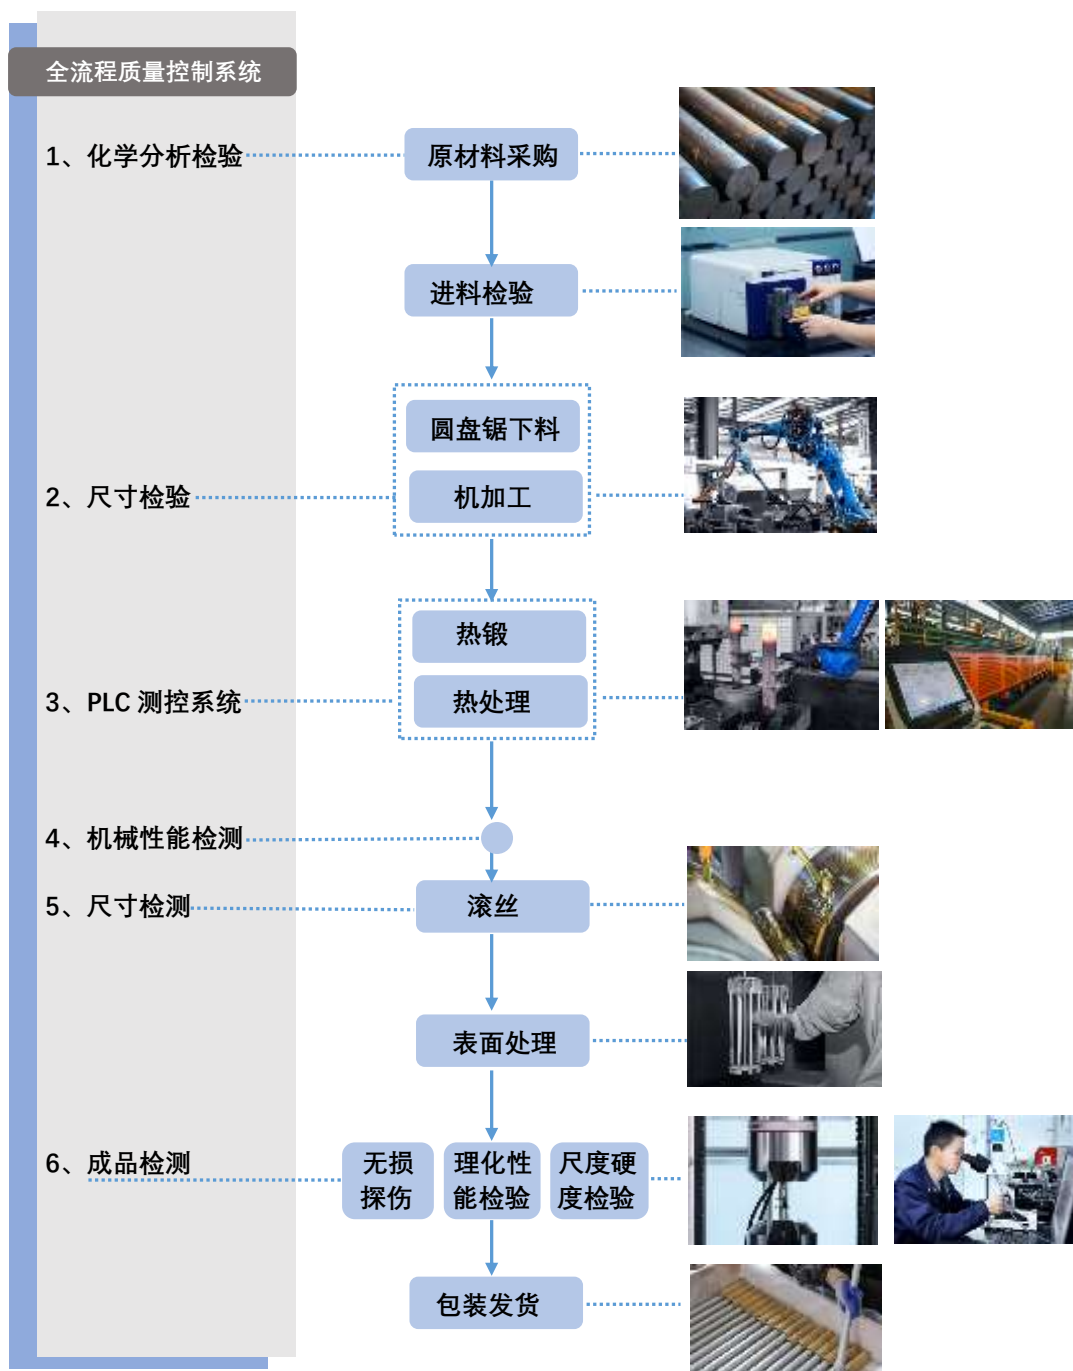 全流程质量控制系统
1、化学分析检验
原材料采购
进料检验
圆盘锯下料
2、尺寸检验
机加工
热锻
3、PLC 测控系统
热处理
4、机械性能检测
5、尺寸检测
滚丝
表面处理
6、成品检测
无损
探伤
理化性
能检验
尺度硬
度检验
包装发货